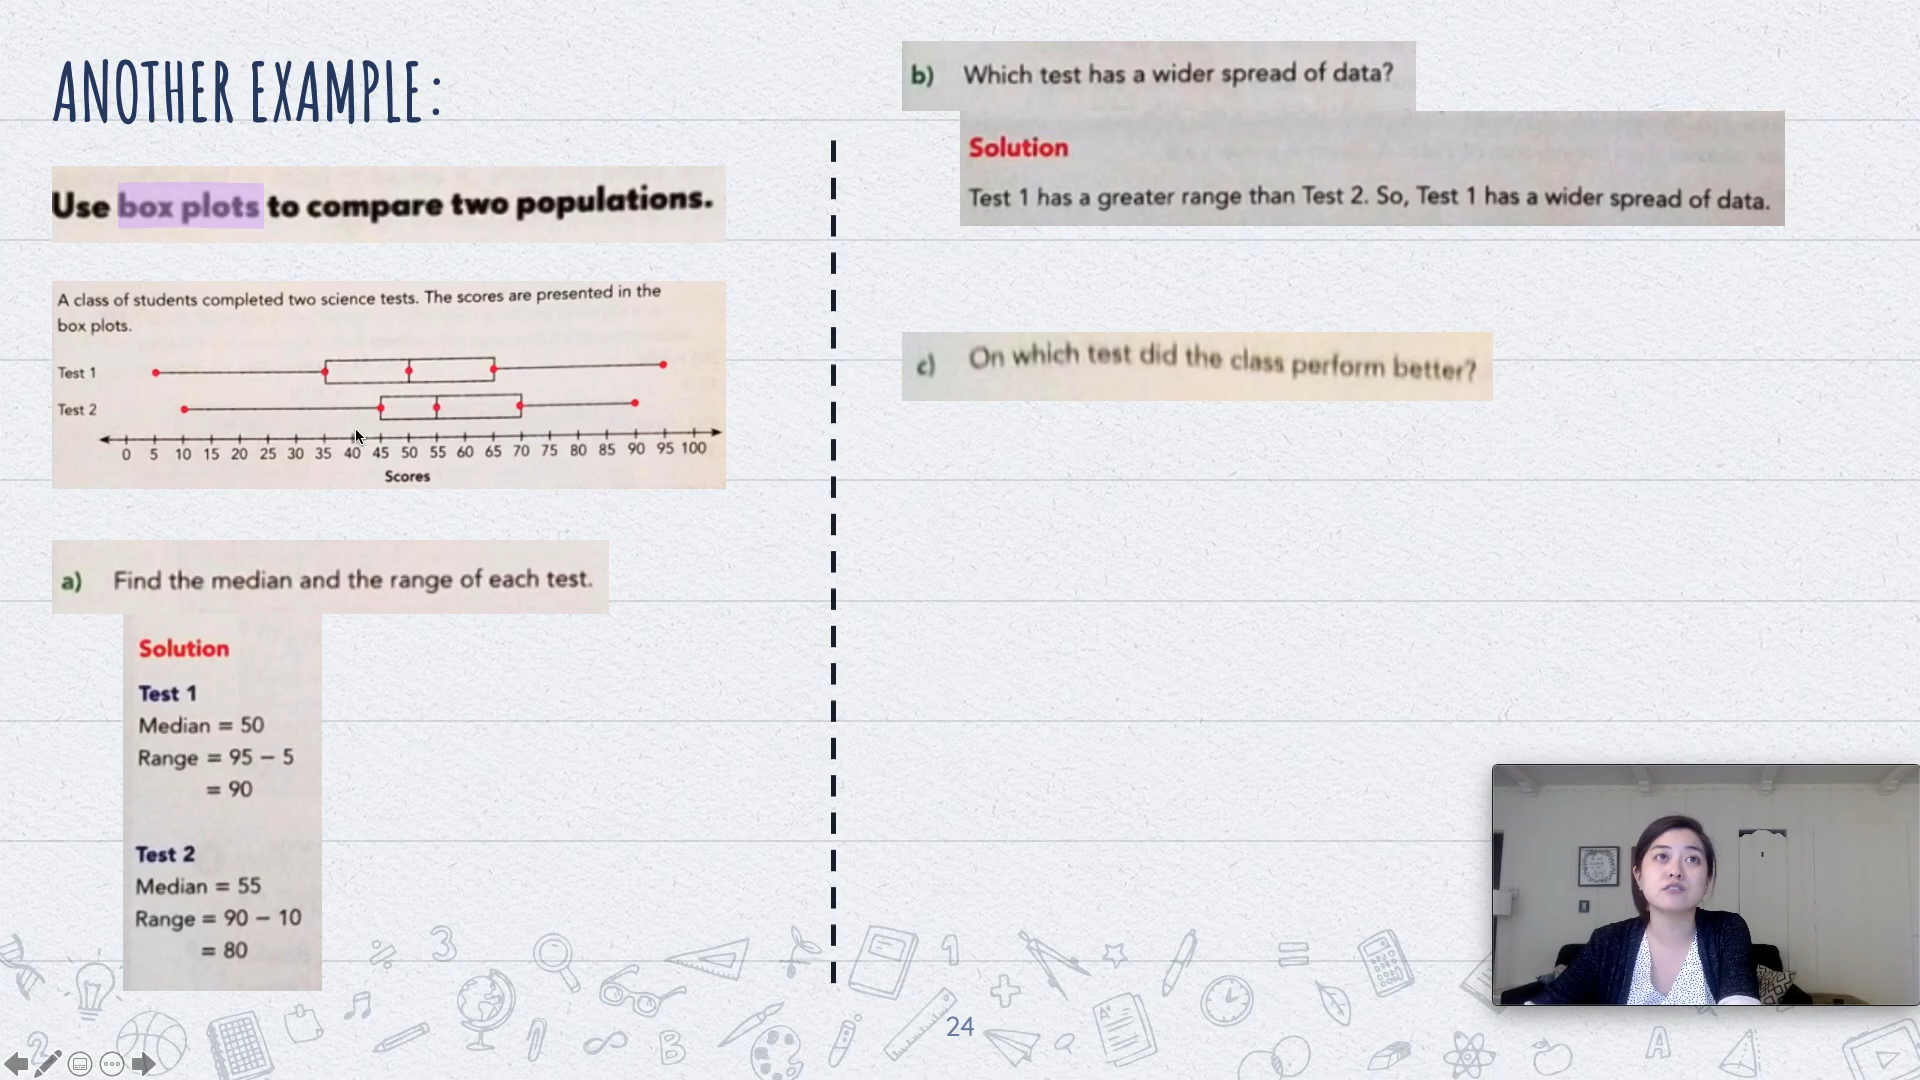 ANOTHER EXAMPLE:
Use box plots to compare two populations.
A class of students completed two science tests. The scores are presented in the
box plots.
Test 1
Test 2
0 5 10 15 20 25 30 35 40 45 50 55 60 65 70 75 80 85 90 95 100
Scores
a) Find the median and the range of each test.
Solution
Test 1
Median = 50
Range = 95 − 5
= 90
Test 2
Median = 55
Range = 90 − 10
= 80
b) Which test has a wider spread of data?
Solution
Test 1 has a greater range than Test 2. So, Test 1 has a wider spread of data.
c) On which test did the class perform better?
24